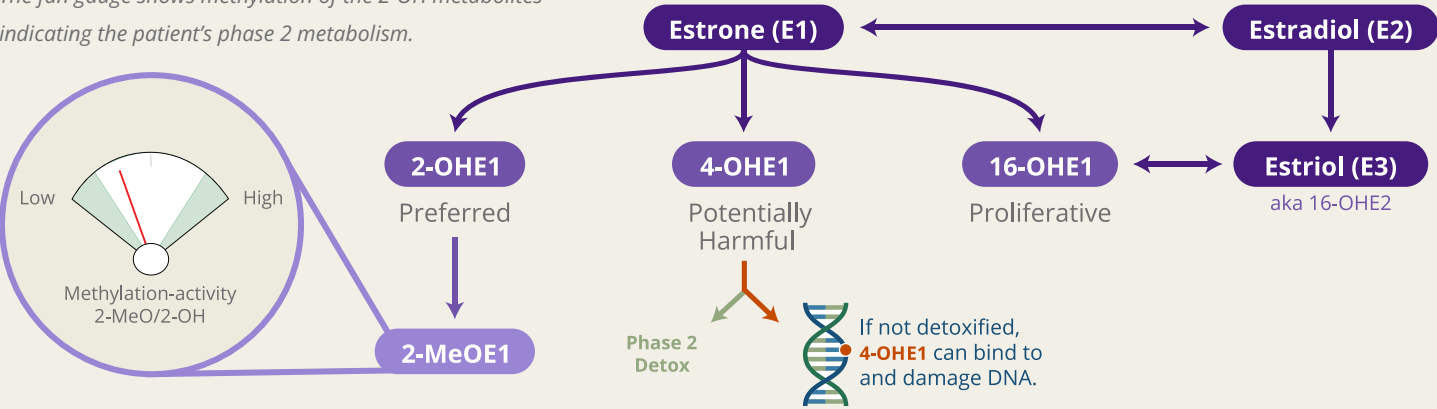 indicating the patient's phase 2 metabolism.
Estrone (E1)
Estradiol (E2)
2-OHE1
4-OHE1
16-OHE1
Estriol (E3)
Preferred
Potentially
Harmful
Proliferative
aka 16-OHE2
Low
High
Methylation-activity
2-MeO/2-OH
2-MeOE1
Phase 2
Detox
If not detoxified,
4-OHE1 can bind to
and damage DNA.